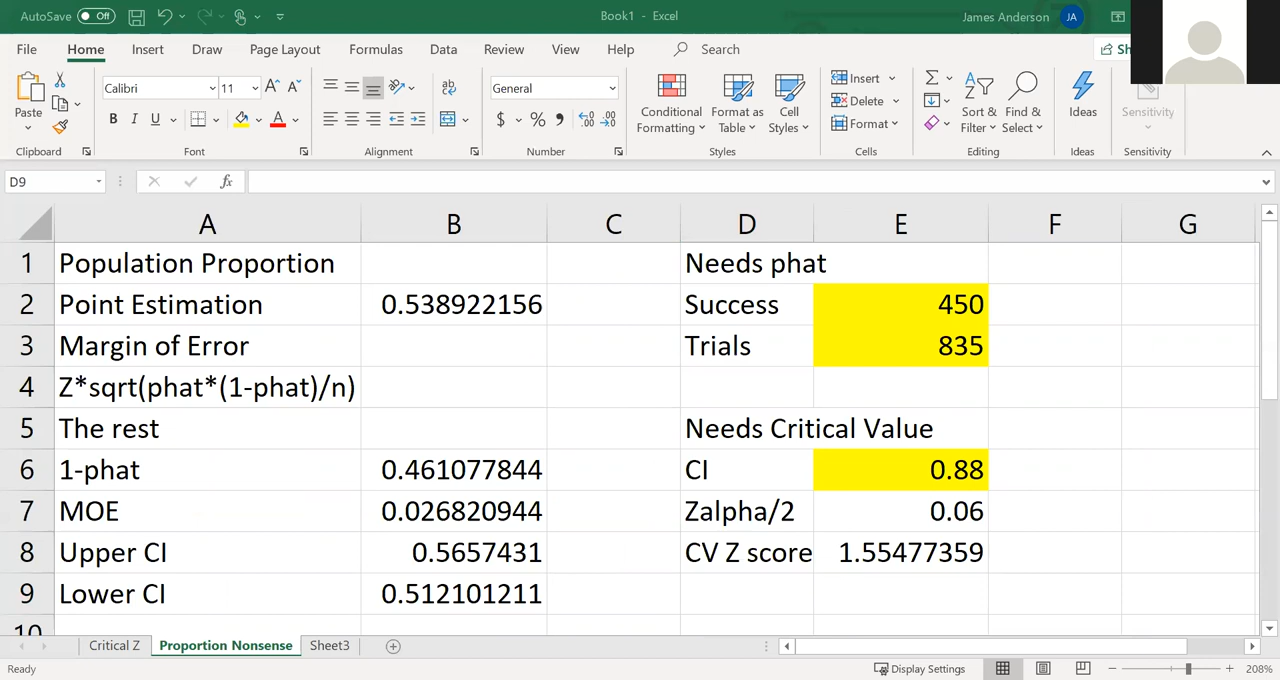 AutoSave Off Book1 - Excel James Anderson JA
File Home Insert Draw Page Layout Formulas Data Review View Help Search Sh
Paste Calibri 11 A A ab General Conditional Formatting Format as Table Cell Styles Insert Delete Format Sort & Filter Find & Select Ideas Sensitivity
B I U A $ % 9 .00
Clipboard Font Alignment Number Styles Cells Editing Ideas Sensitivity
D9 fx
A B C D E F G
1 Population Proportion Needs phat
2 Point Estimation 0.538922156 Success 450
3 Margin of Error Trials 835
4 Z*sqrt(phat*(1-phat)/n)
5 The rest Needs Critical Value
6 1-phat 0.461077844 CI 0.88
7 MOE 0.026820944 Zalpha/2 0.06
8 Upper CI 0.5657431 CV Z score 1.55477359
9 Lower CI 0.512101211
10
Critical Z Proportion Nonsense Sheet3
Ready Display Settings 208%